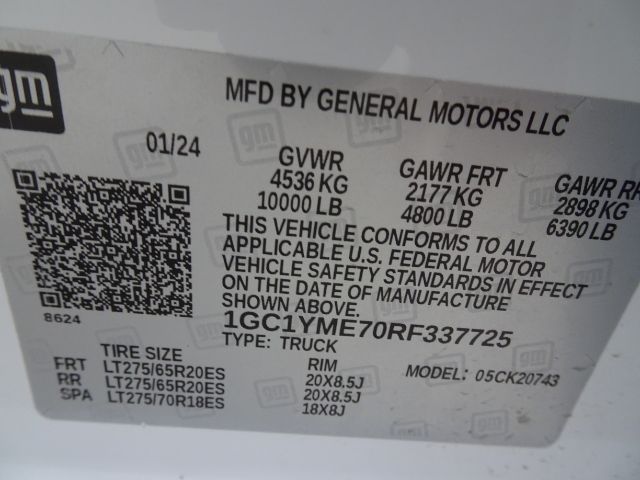 gm
MFD BY GENERAL MOTORS LLC
01/24
GVWR GAWR FRT GAWR RR
4536 KG 2177 KG 2898 KG
10000 LB 4800 LB 6390 LB
THIS VEHICLE CONFORMS TO ALL
APPLICABLE U.S. FEDERAL MOTOR
VEHICLE SAFETY STANDARDS IN EFFECT
ON THE DATE OF MANUFACTURE
SHOWN ABOVE.
8624
1GC1YME70RF337725
TYPE: TRUCK
TIRE SIZE RIM MODEL: 05CK20743
FRT LT275/65R20ES 20X8.5J
RR LT275/65R20ES 20X8.5J
SPA LT275/70R18ES 18X8J